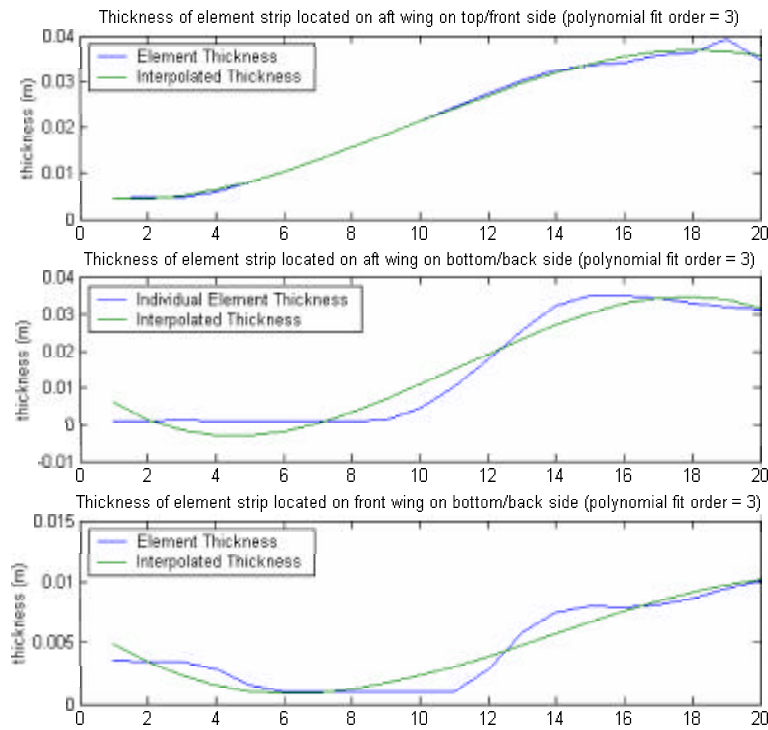 Thickness of element strip located on aft wing on top/front side (polynomial fit order = 3)
0.04
0.03
0.02
0.01
0
thickness (m)
Element Thickness
Interpolated Thickness
0 2 4 6 8 10 12 14 16 18 20
Thickness of element strip located on aft wing on bottom/back side (polynomial fit order = 3)
0.04
0.03
0.02
0.01
0
-0.01
thickness (m)
Individual Element Thickness
Interpolated Thickness
0 2 4 6 8 10 12 14 16 18 20
Thickness of element strip located on front wing on bottom/back side (polynomial fit order = 3)
0.015
0.01
0.005
0
thickness (m)
Element Thickness
Interpolated Thickness
0 2 4 6 8 10 12 14 16 18 20